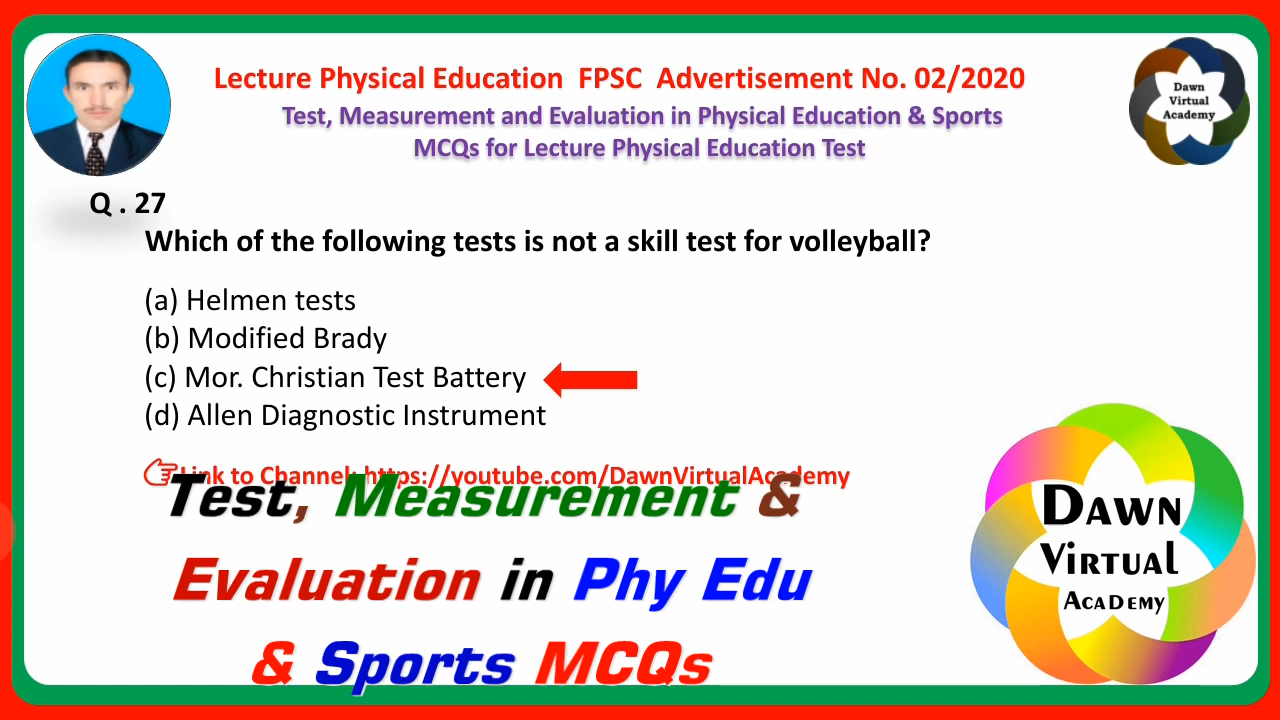 Lecture Physical Education FPSC Advertisement No. 02/2020
Test, Measurement and Evaluation in Physical Education & Sports
MCQs for Lecture Physical Education Test
Dawn
Virtual
Academy
Q . 27
Which of the following tests is not a skill test for volleyball?
(a) Helmen tests
(b) Modified Brady
(c) Mor. Christian Test Battery
(d) Allen Diagnostic Instrument
Link to Channel: https://youtube.com/DawnVirtualAcademy
Test, Measurement &
Evaluation in Phy Edu
& Sports MCQs
DAWN
VIRTUAL
ACADEMY